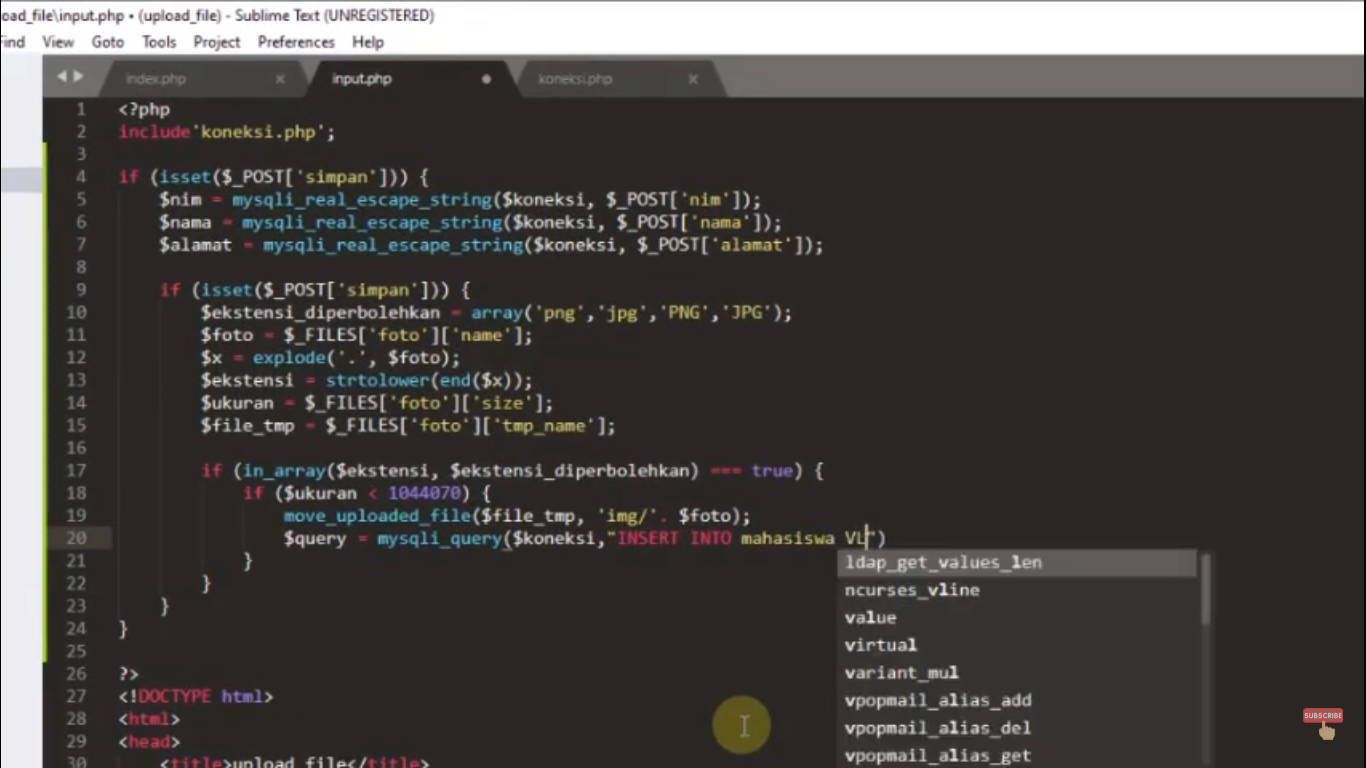 oad_file\input.php • (upload_file) - Sublime Text (UNREGISTERED)
Find View Goto Tools Project Preferences Help
index.php input.php koneksi.php
1 <?php
2 include'koneksi.php';
3
4 if (isset($_POST['simpan'])) {
5 $nim = mysqli_real_escape_string($koneksi, $_POST['nim']);
6 $nama = mysqli_real_escape_string($koneksi, $_POST['nama']);
7 $alamat = mysqli_real_escape_string($koneksi, $_POST['alamat']);
8
9 if (isset($_POST['simpan'])) {
10 $ekstensi_diperbolehkan = array('png','jpg','PNG','JPG');
11 $foto = $_FILES['foto']['name'];
12 $x = explode('.', $foto);
13 $ekstensi = strtolower(end($x));
14 $ukuran = $_FILES['foto']['size'];
15 $file_tmp = $_FILES['foto']['tmp_name'];
16
17 if (in_array($ekstensi, $ekstensi_diperbolehkan) === true) {
18 if ($ukuran < 1044070) {
19 move_uploaded_file($file_tmp, 'img/'. $foto);
20 $query = mysqli_query($koneksi,"INSERT INTO mahasiswa VL")
21 }
ldap_get_values_len
22 }
ncurses_vline
23 }
value
24 }
virtual
25
variant_mul
26 ?>
27 <!DOCTYPE html>
vpopmail_alias_add
28 <html>
vpopmail_alias_del
SUBSCRIBE
29 <head>
vpopmail_alias_get
30 <title>upload file</title>